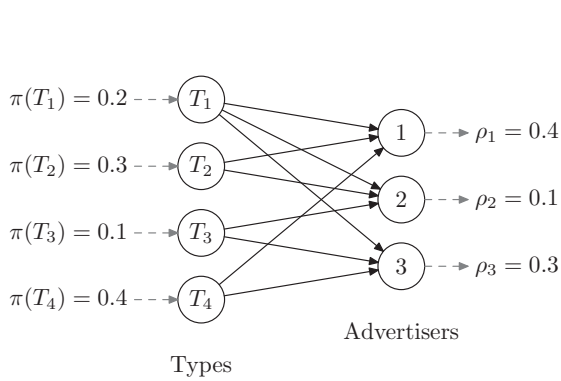 π(T₁) = 0.2 T₁
1 ρ₁ = 0.4
π(T₂) = 0.3 T₂
2 ρ₂ = 0.1
π(T₃) = 0.1 T₃
3 ρ₃ = 0.3
π(T₄) = 0.4 T₄
Advertisers
Types